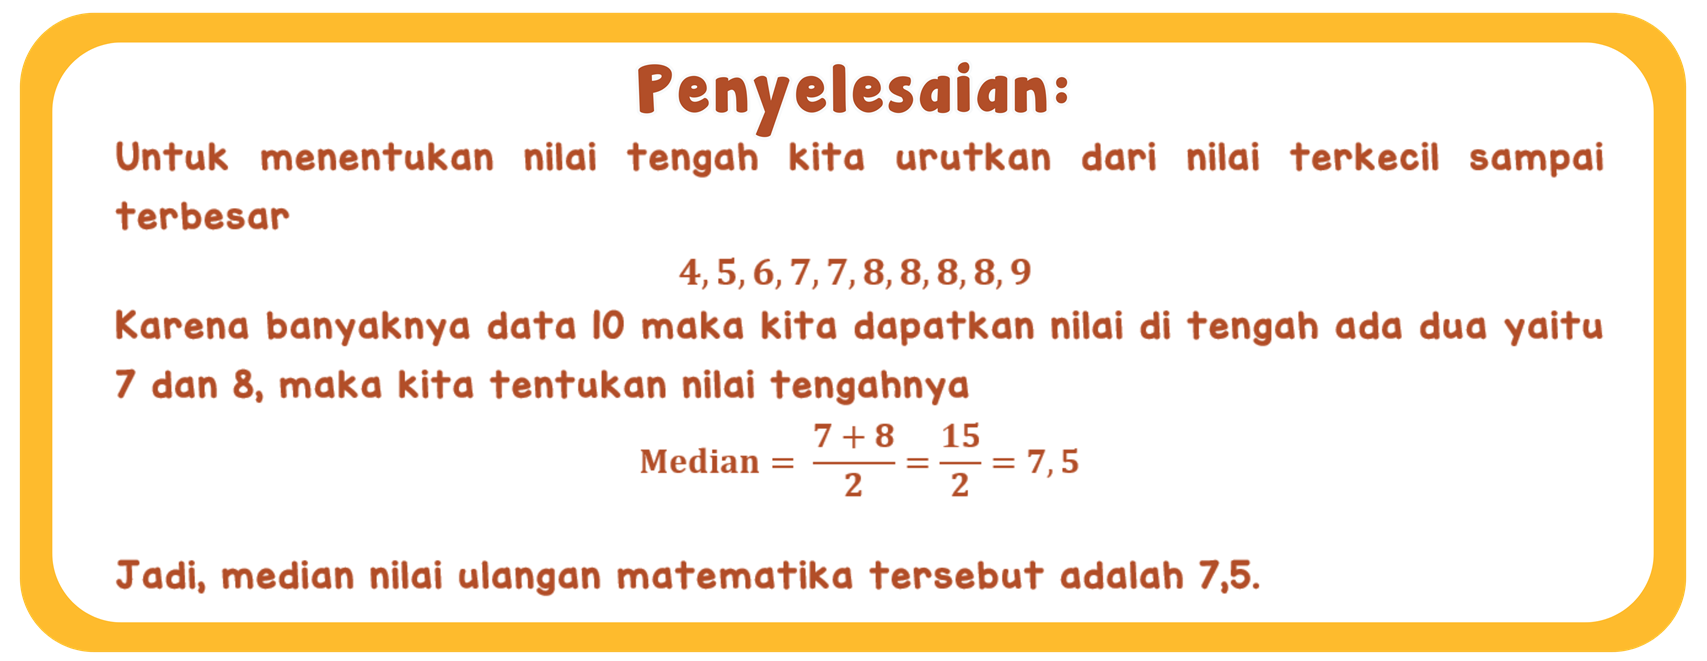 Penyelesaian:
Untuk menentukan nilai tengah kita urutkan dari nilai terkecil sampai
terbesar
4, 5, 6, 7, 7, 8, 8, 8, 8, 9
Karena banyaknya data 10 maka kita dapatkan nilai di tengah ada dua yaitu
7 dan 8, maka kita tentukan nilai tengahnya
Median = (7 + 8)/2 = 15/2 = 7, 5
Jadi, median nilai ulangan matematika tersebut adalah 7,5.